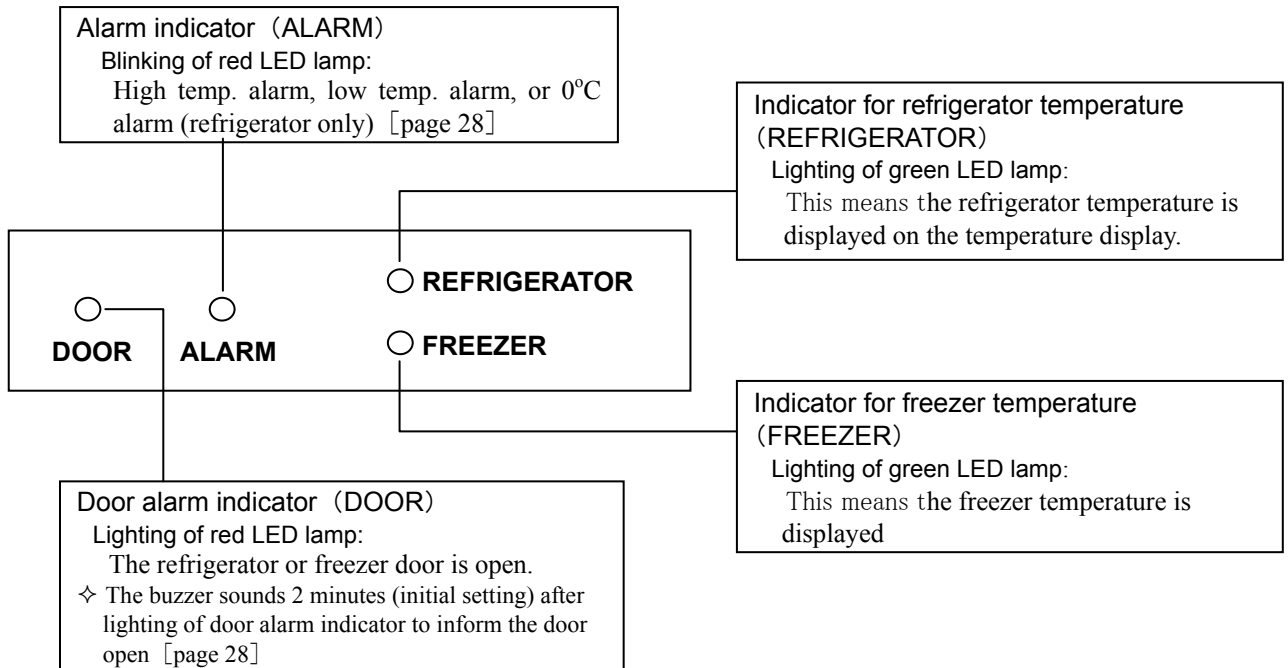 Alarm indicator（ALARM）
Blinking of red LED lamp:
High temp. alarm, low temp. alarm, or 0°C
alarm (refrigerator only)［page 28］
Indicator for refrigerator temperature
（REFRIGERATOR）
Lighting of green LED lamp:
This means the refrigerator temperature is
displayed on the temperature display.
REFRIGERATOR
DOOR ALARM FREEZER
Indicator for freezer temperature
（FREEZER）
Lighting of green LED lamp:
This means the freezer temperature is
displayed
Door alarm indicator（DOOR）
Lighting of red LED lamp:
The refrigerator or freezer door is open.
✧ The buzzer sounds 2 minutes (initial setting) after
lighting of door alarm indicator to inform the door
open［page 28］